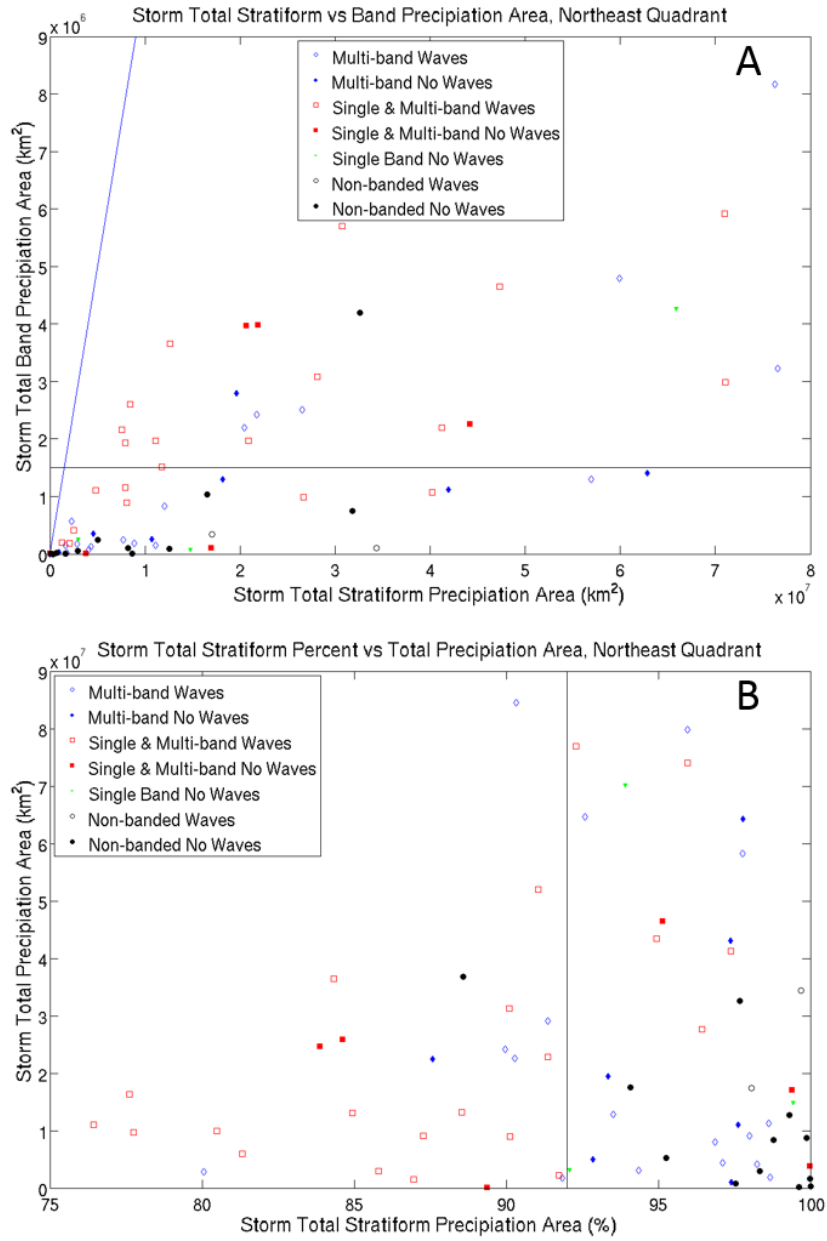 Storm Total Stratiform vs Band Precipiation Area, Northeast Quadrant
A
9
× 10⁶
8
7
6
5
4
3
2
1
0
Storm Total Band Precipiation Area (km²)
Multi-band Waves
Multi-band No Waves
Single & Multi-band Waves
Single & Multi-band No Waves
Single Band No Waves
Non-banded Waves
Non-banded No Waves
0 1 2 3 4 5 6 7 8
Storm Total Stratiform Precipiation Area (km²)
× 10⁷
Storm Total Stratiform Percent vs Total Precipiation Area, Northeast Quadrant
B
9
× 10⁷
8
7
6
5
4
3
2
1
0
Storm Total Precipiation Area (km²)
Multi-band Waves
Multi-band No Waves
Single & Multi-band Waves
Single & Multi-band No Waves
Single Band No Waves
Non-banded Waves
Non-banded No Waves
75 80 85 90 95 100
Storm Total Stratiform Precipiation Area (%)